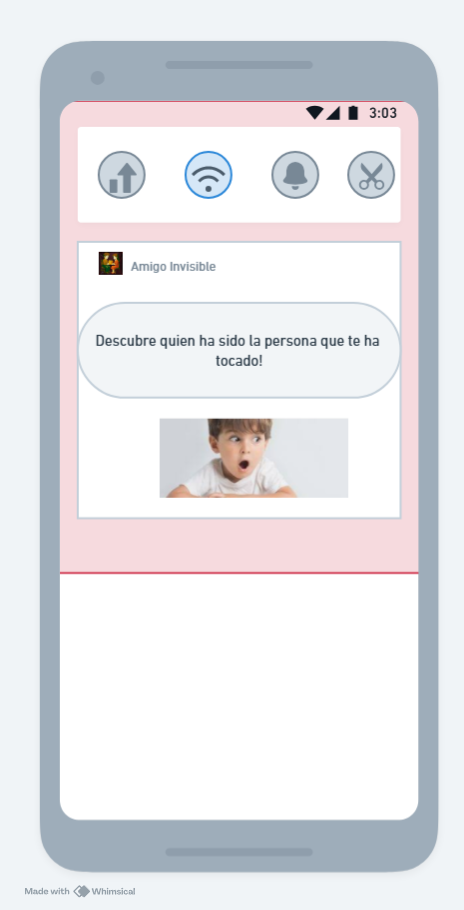 3:03
Amigo Invisible
Descubre quien ha sido la persona que te ha
tocado!
Made with Whimsical